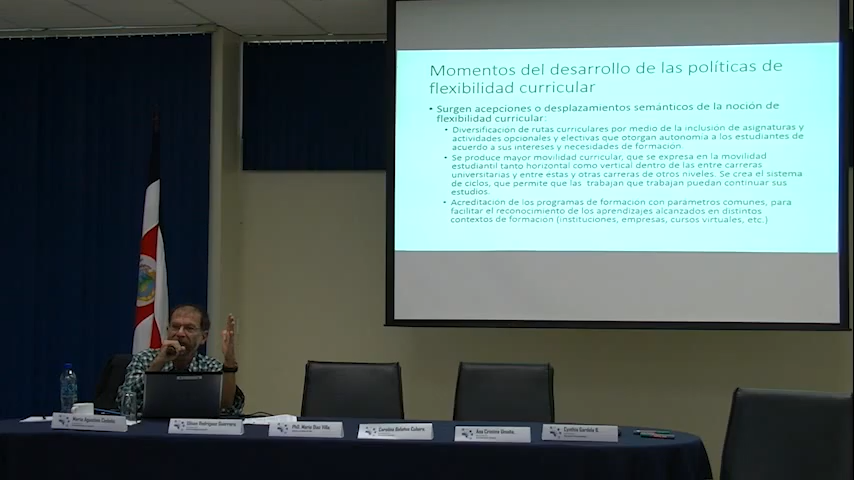 Momentos del desarrollo de las políticas de
flexibilidad curricular
• Surgen acepciones o desplazamientos semánticos de la noción de
flexibilidad curricular:
• Diversificación de rutas curriculares por medio de la inclusión de asignaturas y
actividades opcionales y electivas que otorgan autonomía a los estudiantes de
acuerdo a sus intereses y necesidades de formación.
• Se produce mayor movilidad curricular, que se expresa en la movilidad
estudiantil tanto horizontal como vertical dentro de las entre carreras
universitarias y entre estas y otras carreras de otros niveles. Se crea el sistema
de ciclos, que permite que las trabajan que trabajan puedan continuar sus
estudios.
• Acreditación de los programas de formación con parámetros comunes, para
facilitar el reconocimiento de los aprendizajes alcanzados en distintos
contextos de formación (instituciones, empresas, cursos virtuales, etc.)